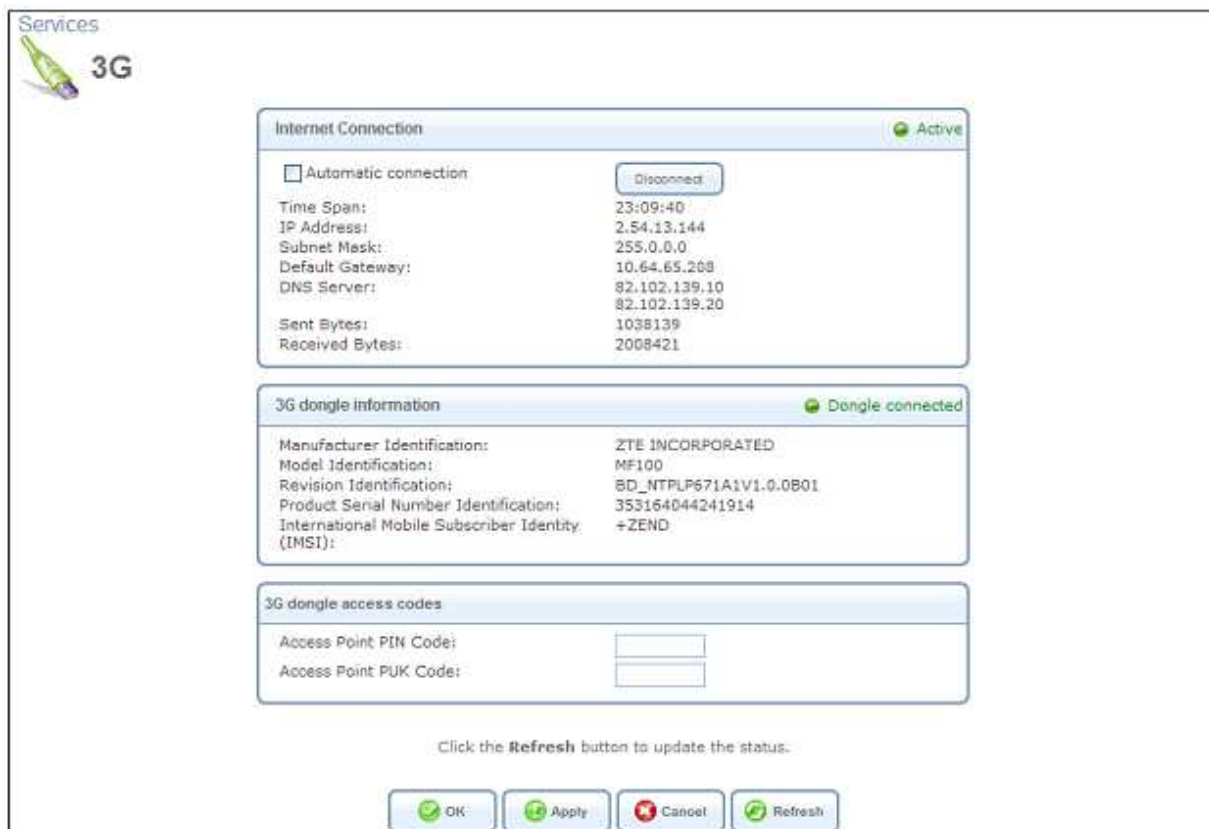 Services
3G
Internet Connection
Active
Automatic connection
Disconnect
Time Span: 23:09:40
IP Address: 2.54.13.144
Subnet Mask: 255.0.0.0
Default Gateway: 10.64.65.208
DNS Server: 82.102.139.10
82.102.139.20
Sent Bytes: 1038139
Received Bytes: 2008421
3G dongle information
Dongle connected
Manufacturer Identification: ZTE INCORPORATED
Model Identification: MF100
Revision Identification: BD_NTPLP671A1V1.0.0B01
Product Serial Number Identification: 353164044241914
International Mobile Subscriber Identity +ZEND
(IMSI):
3G dongle access codes
Access Point PIN Code:
Access Point PUK Code:
Click the Refresh button to update the status.
OK
Apply
Cancel
Refresh